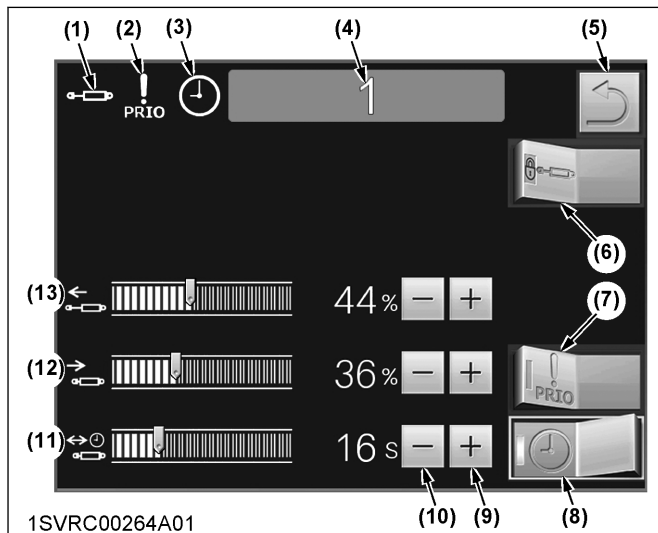 (1) (2) (3) (4) (5)
PRIO 1
(6)
(13) 44 % − +
(7)
(12) 36 % − +
PRIO
(11) 16 s − +
(10) (9) (8)
1SVRC00264A01